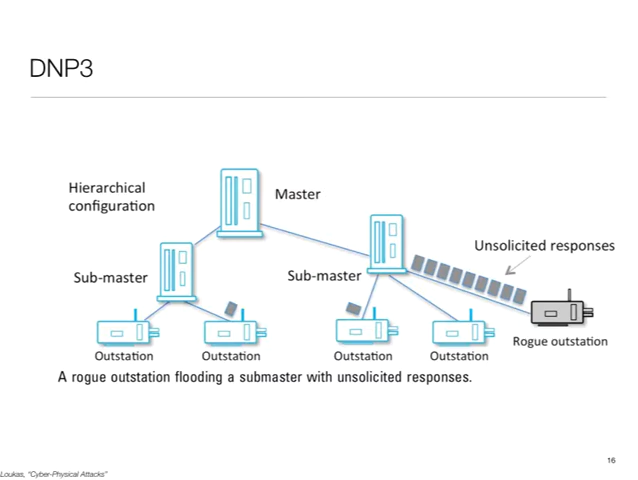 DNP3
Hierarchical
configuration
Master
Unsolicited responses
Sub-master
Sub-master
Rogue outstation
Outstation
Outstation
Outstation
Outstation
A rogue outstation flooding a submaster with unsolicited responses.
16
Loukas, "Cyber-Physical Attacks"